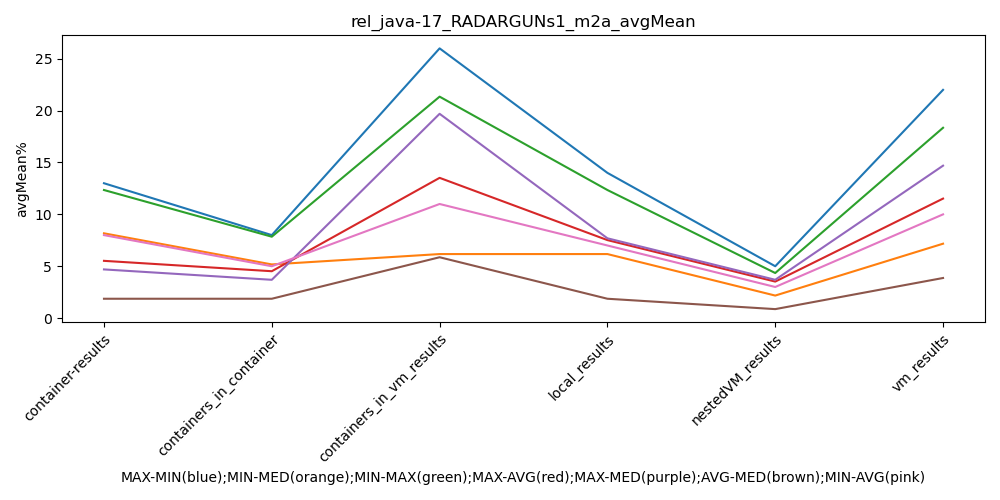 rel_java-17_RADARGUNs1_m2a_avgMean
avgMean%
25
20
15
10
5
0
container-results
containers_in_container
containers_in_vm_results
local_results
nestedVM_results
vm_results
MAX-MIN(blue);MIN-MED(orange);MIN-MAX(green);MAX-AVG(red);MAX-MED(purple);AVG-MED(brown);MIN-AVG(pink)